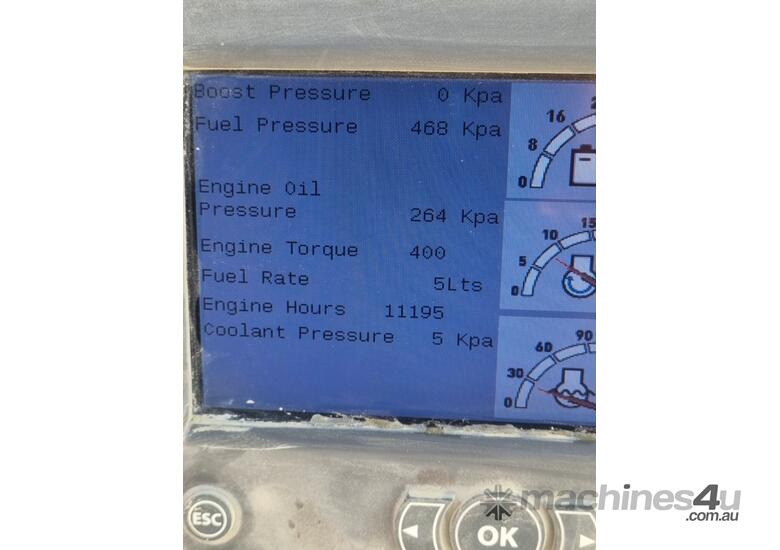 Boost Pressure 0 Kpa
Fuel Pressure 468 Kpa
Engine Oil
Pressure 264 Kpa
Engine Torque 400
Fuel Rate 5Lts
Engine Hours 11195
Coolant Pressure 5 Kpa
0 8 16 2
0 5 10 15
0 30 60 90
ESC
OK
machines4u
.com.au